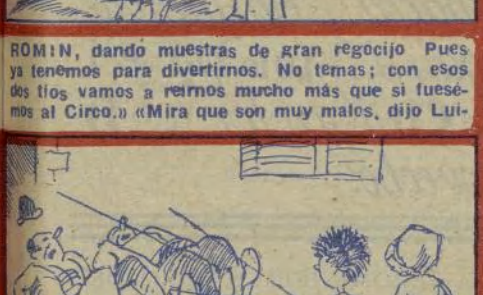 ROMIN, dando muestras de gran regocijo Pues
ya tenemos para divertirnos. No temas; con esos
dos tios vamos a reirnos mucho más que si fuesé-
mos al Circo.» «Mira que son muy malos, dijo Lui-